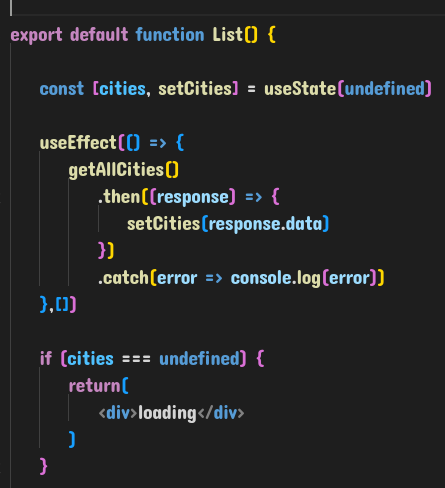 export default function List() {
const [cities, setCities] = useState(undefined)
useEffect(() => {
getAllCities()
.then((response) => {
setCities(response.data)
})
.catch(error => console.log(error))
},[])
if (cities === undefined) {
return(
<div>loading</div>
)
}